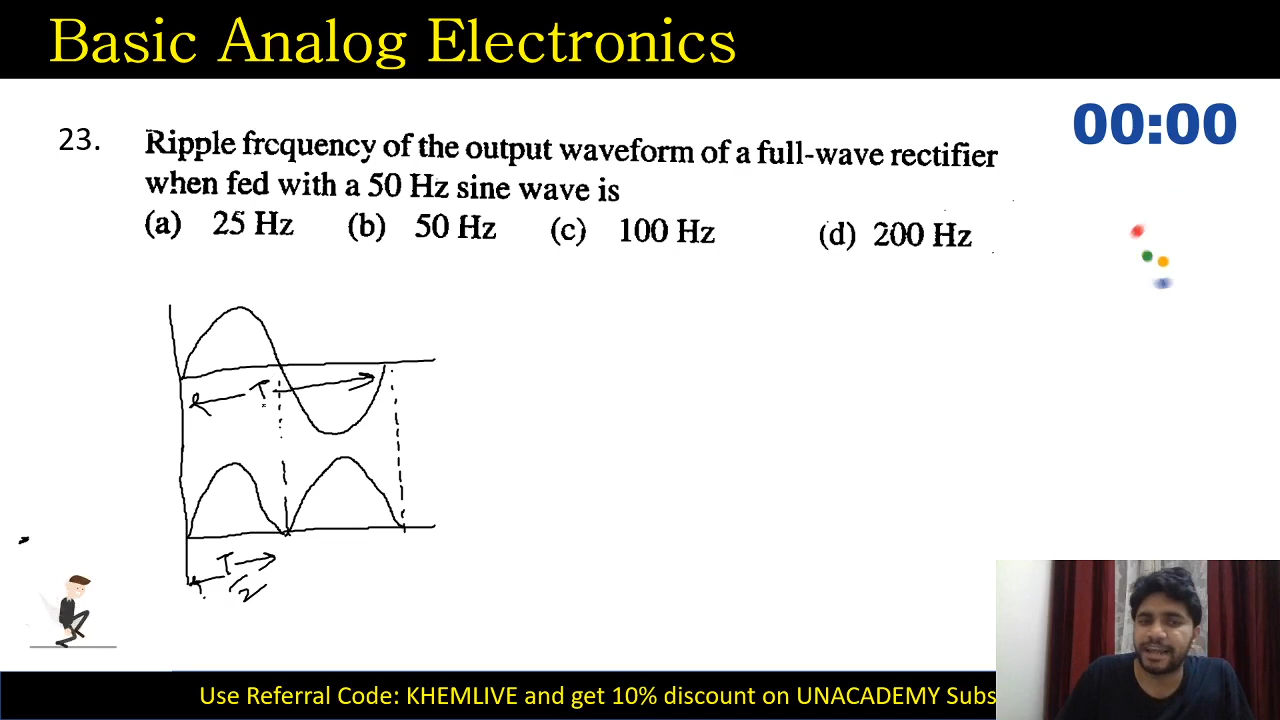 Basic Analog Electronics
00:00
23. Ripple frequency of the output waveform of a full-wave rectifier
when fed with a 50 Hz sine wave is
(a) 25 Hz (b) 50 Hz (c) 100 Hz (d) 200 Hz
T
T/2
Use Referral Code: KHEMLIVE and get 10% discount on UNACADEMY Subs